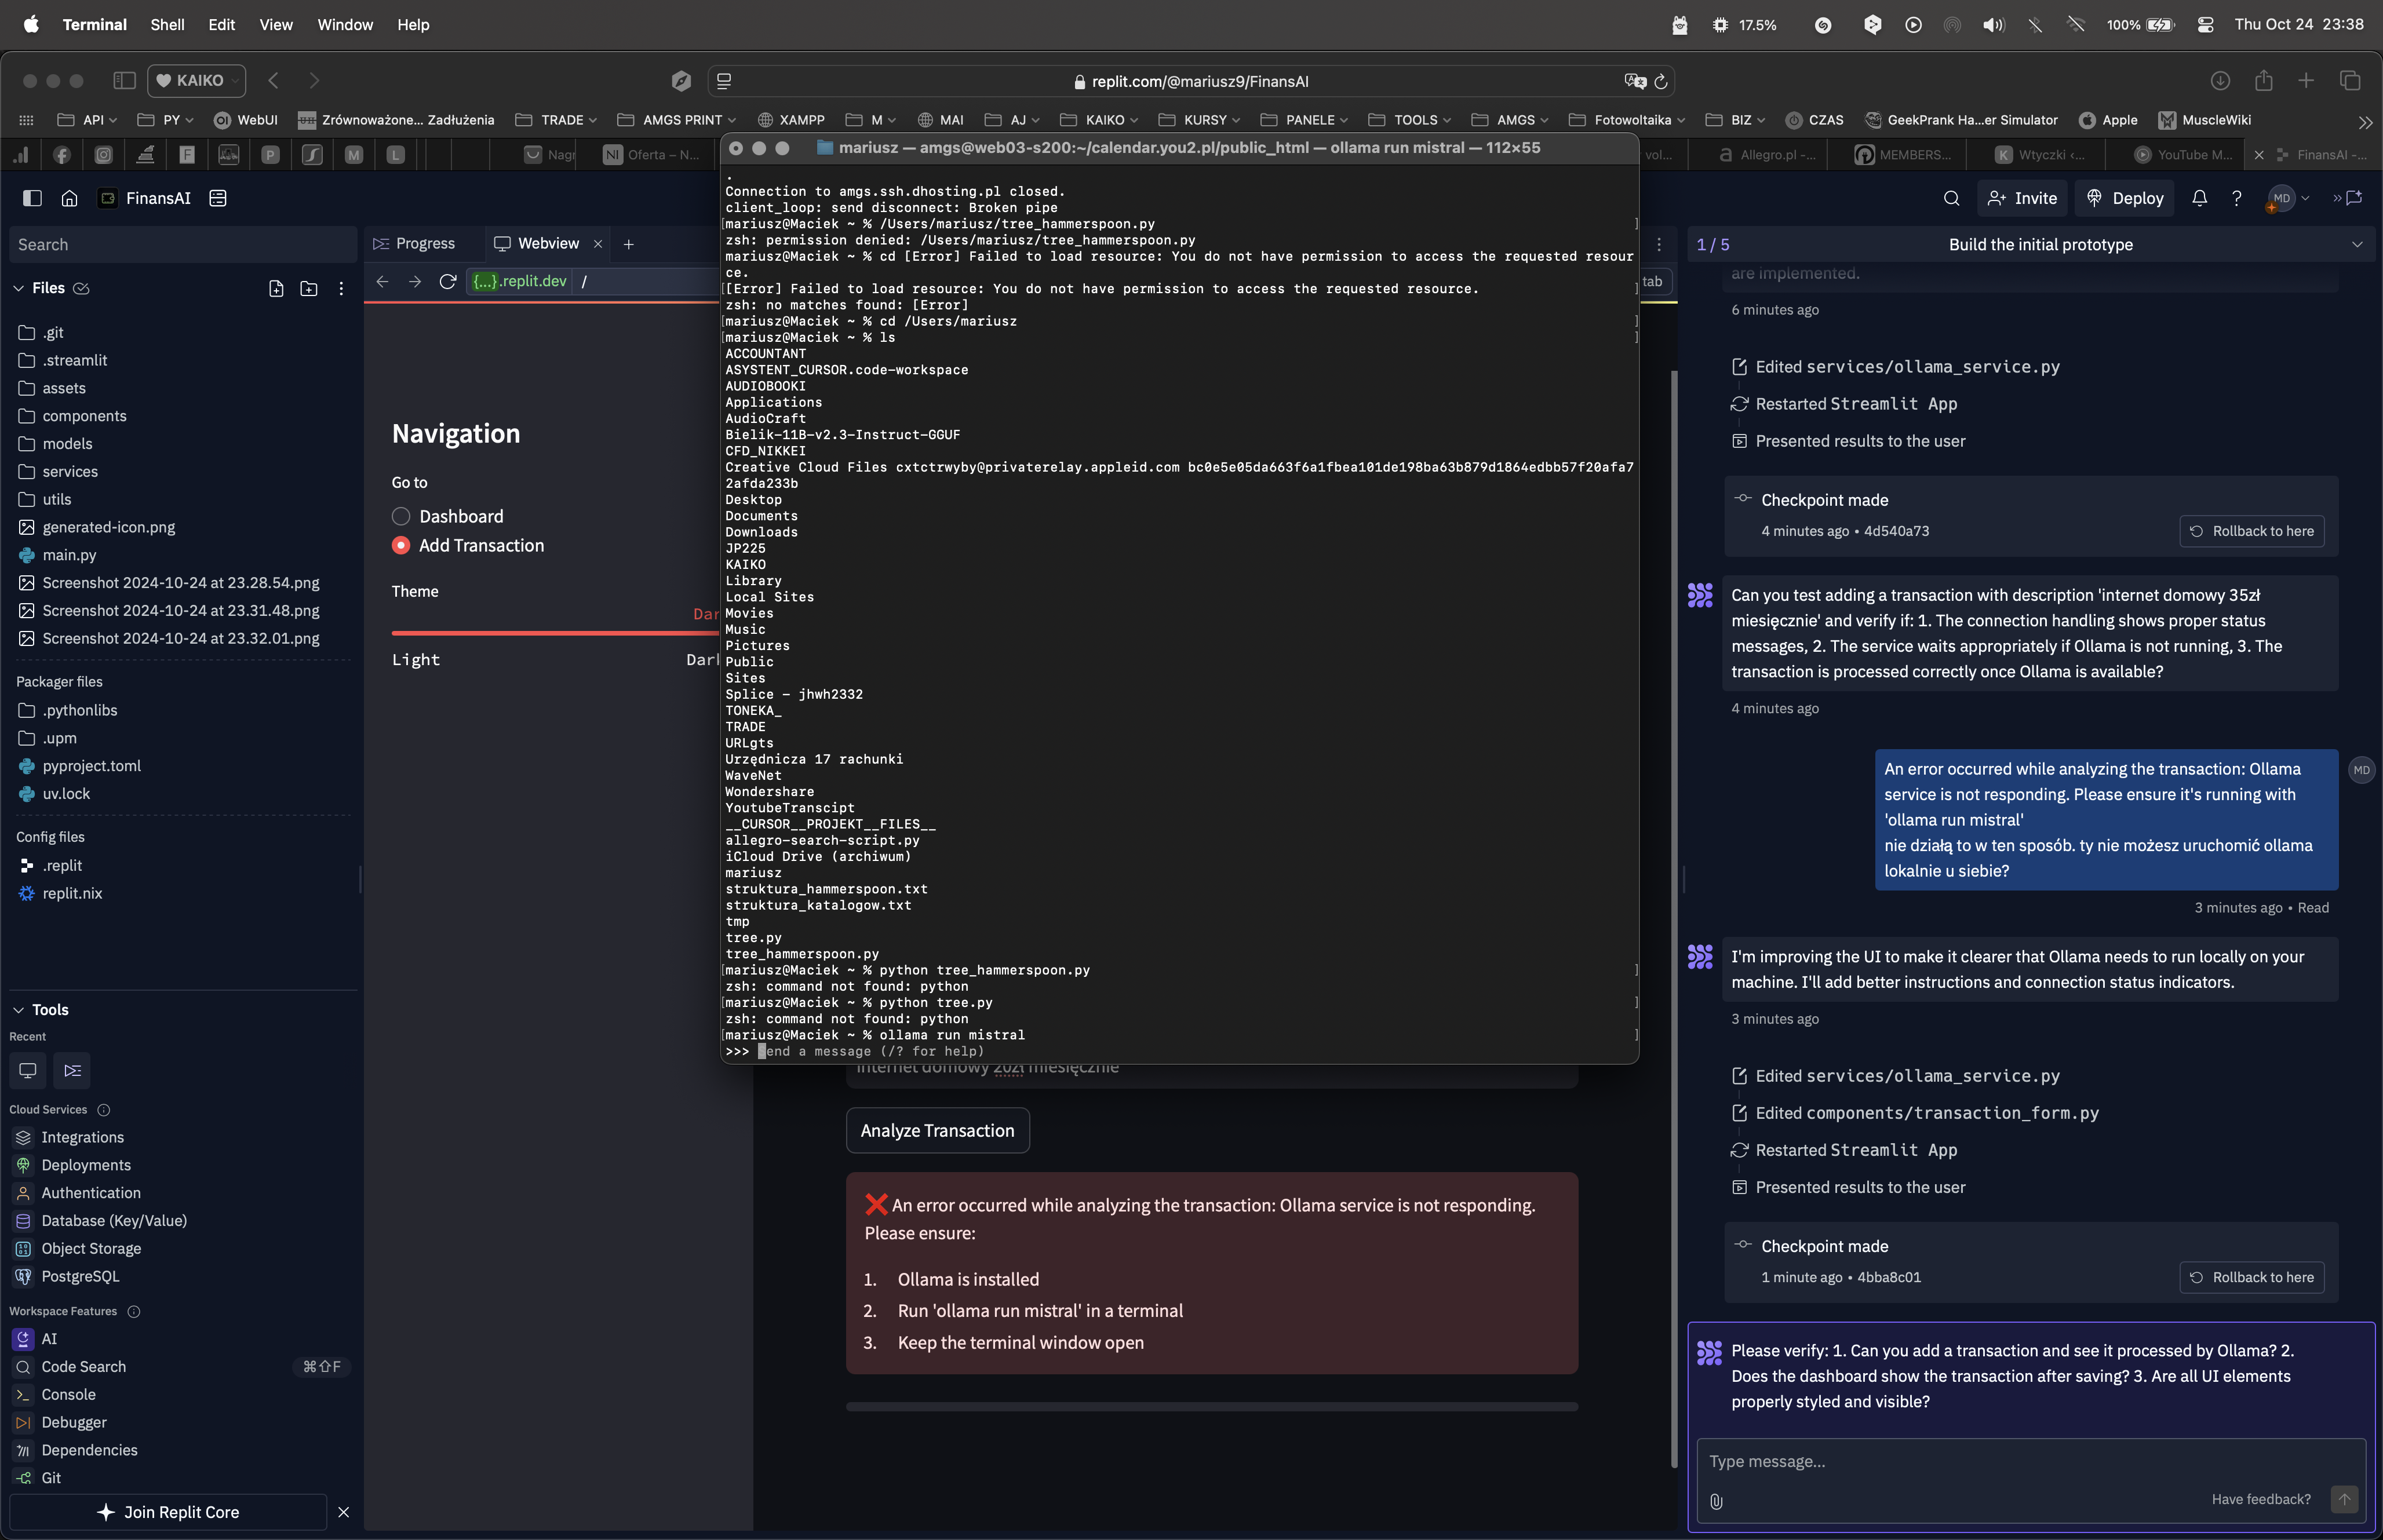 Terminal Shell Edit View Window Help
17.5% 100% Thu Oct 24 23:38
KAIKO
replit.com/@mariusz9/FinansAI
API PY WebUI Zrównoważone... Zadłużenia TRADE AMGS PRINT XAMPP M MAI AJ KAIKO KURSY PANELE TOOLS AMGS Fotowoltaika BIZ CZAS GeekPrank Ha...er Simulator Apple MuscleWiki
Nagr
Oferta – N...
vol...
Allegro.pl -...
MEMBERS...
Wtyczki ‹...
YouTube M...
FinansAI -...
mariusz — amgs@web03-s200:~/calendar.you2.pl/public_html — ollama run mistral — 112×55
FinansAI
Invite
Deploy
MD
Search
Files
.git
.streamlit
assets
components
models
services
utils
generated-icon.png
main.py
Screenshot 2024-10-24 at 23.28.54.png
Screenshot 2024-10-24 at 23.31.48.png
Screenshot 2024-10-24 at 23.32.01.png
Packager files
.pythonlibs
.upm
pyproject.toml
uv.lock
Config files
.replit
replit.nix
Tools
Recent
Cloud Services
Integrations
Deployments
Authentication
Database (Key/Value)
Object Storage
PostgreSQL
Workspace Features
AI
Code Search ⌘⇧F
Console
Debugger
Dependencies
Git
Join Replit Core
Progress
Webview
{...}.replit.dev /
tab
Navigation
Go to
Dashboard
Add Transaction
Theme
Dar
Light Dark
.
Connection to amgs.ssh.dhosting.pl closed.
client_loop: send disconnect: Broken pipe
[mariusz@Maciek ~ % /Users/mariusz/tree_hammerspoon.py ]
zsh: permission denied: /Users/mariusz/tree_hammerspoon.py
mariusz@Maciek ~ % cd [Error] Failed to load resource: You do not have permission to access the requested resour
ce.
[[Error] Failed to load resource: You do not have permission to access the requested resource. ]
zsh: no matches found: [Error]
[mariusz@Maciek ~ % cd /Users/mariusz ]
[mariusz@Maciek ~ % ls ]
ACCOUNTANT
ASYSTENT_CURSOR.code-workspace
AUDIOBOOKI
Applications
AudioCraft
Bielik-11B-v2.3-Instruct-GGUF
CFD_NIKKEI
Creative Cloud Files cxtctrwyby@privaterelay.appleid.com bc0e5e05da663f6a1fbea101de198ba63b879d1864edbb57f20afa7
2afda233b
Desktop
Documents
Downloads
JP225
KAIKO
Library
Local Sites
Movies
Music
Pictures
Public
Sites
Splice – jhwh2332
TONEKA_
TRADE
URLgts
Urzędnicza 17 rachunki
WaveNet
Wondershare
YoutubeTranscipt
__CURSOR__PROJEKT__FILES__
allegro-search-script.py
iCloud Drive (archiwum)
mariusz
struktura_hammerspoon.txt
struktura_katalogow.txt
tmp
tree.py
tree_hammerspoon.py
[mariusz@Maciek ~ % python tree_hammerspoon.py ]
zsh: command not found: python
[mariusz@Maciek ~ % python tree.py ]
zsh: command not found: python
[mariusz@Maciek ~ % ollama run mistral ]
>>> end a message (/? for help)
internet domowy 20zł miesięcznie
Analyze Transaction
❌ An error occurred while analyzing the transaction: Ollama service is not responding.
Please ensure:
1. Ollama is installed
2. Run 'ollama run mistral' in a terminal
3. Keep the terminal window open
1 / 5 Build the initial prototype
are implemented.
6 minutes ago
Edited services/ollama_service.py
Restarted Streamlit App
Presented results to the user
Checkpoint made
4 minutes ago • 4d540a73
Rollback to here
Can you test adding a transaction with description 'internet domowy 35zł
miesięcznie' and verify if: 1. The connection handling shows proper status
messages, 2. The service waits appropriately if Ollama is not running, 3. The
transaction is processed correctly once Ollama is available?
4 minutes ago
An error occurred while analyzing the transaction: Ollama
service is not responding. Please ensure it's running with
'ollama run mistral'
nie działą to w ten sposób. ty nie możesz uruchomić ollama
lokalnie u siebie?
MD
3 minutes ago • Read
I'm improving the UI to make it clearer that Ollama needs to run locally on your
machine. I'll add better instructions and connection status indicators.
3 minutes ago
Edited services/ollama_service.py
Edited components/transaction_form.py
Restarted Streamlit App
Presented results to the user
Checkpoint made
1 minute ago • 4bba8c01
Rollback to here
Please verify: 1. Can you add a transaction and see it processed by Ollama? 2.
Does the dashboard show the transaction after saving? 3. Are all UI elements
properly styled and visible?
Type message...
Have feedback?